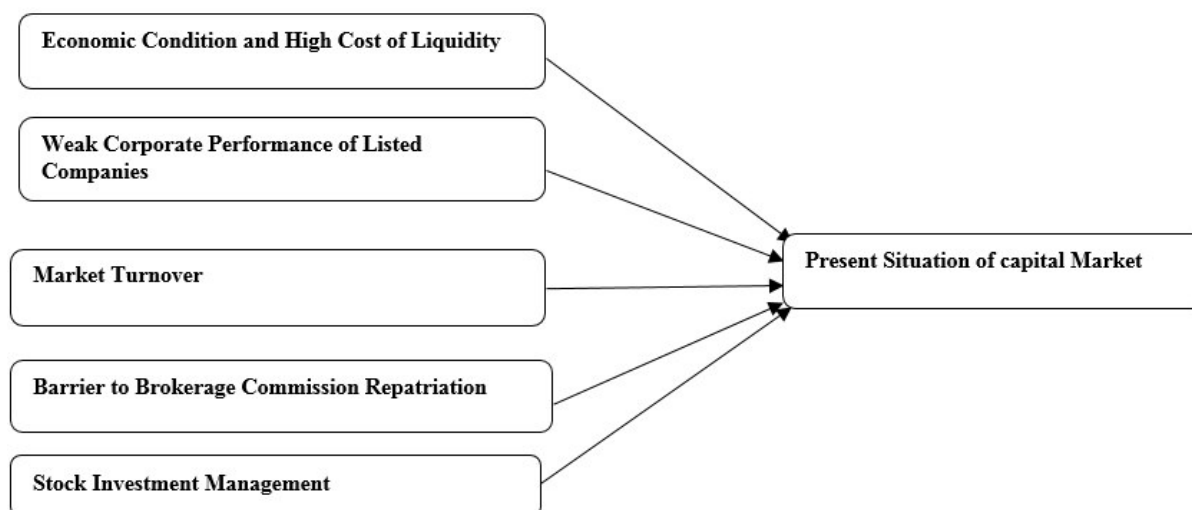 Economic Condition and High Cost of Liquidity
Weak Corporate Performance of Listed
Companies
Market Turnover
Present Situation of capital Market
Barrier to Brokerage Commission Repatriation
Stock Investment Management